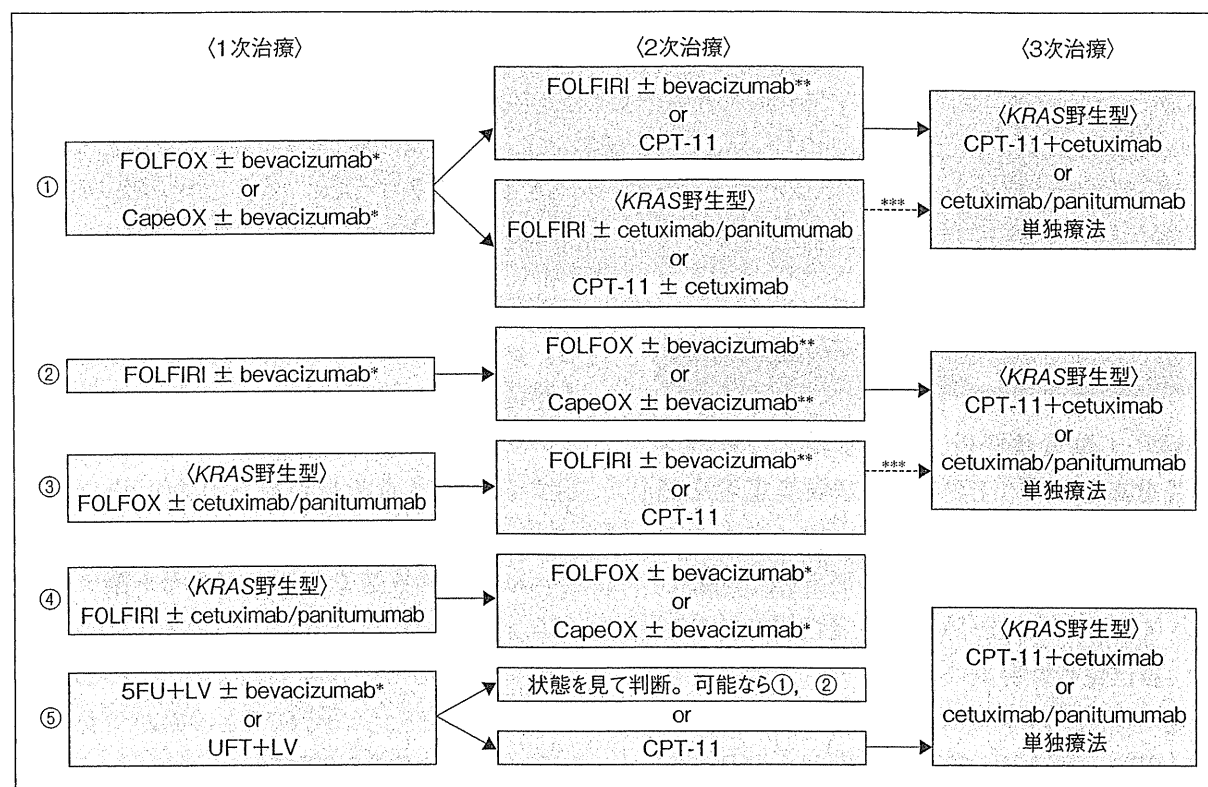 〈1次治療〉
〈2次治療〉
〈3次治療〉
①
FOLFOX ± bevacizumab*
or
CapeOX ± bevacizumab*
FOLFIRI ± bevacizumab**
or
CPT-11
〈KRAS野生型〉
FOLFIRI ± cetuximab/panitumumab
or
CPT-11 ± cetuximab
***
〈KRAS野生型〉
CPT-11+cetuximab
or
cetuximab/panitumumab
単独療法
②
FOLFIRI ± bevacizumab*
FOLFOX ± bevacizumab**
or
CapeOX ± bevacizumab**
③
〈KRAS野生型〉
FOLFOX ± cetuximab/panitumumab
FOLFIRI ± bevacizumab**
or
CPT-11
***
〈KRAS野生型〉
CPT-11+cetuximab
or
cetuximab/panitumumab
単独療法
④
〈KRAS野生型〉
FOLFIRI ± cetuximab/panitumumab
FOLFOX ± bevacizumab*
or
CapeOX ± bevacizumab*
⑤
5FU+LV ± bevacizumab*
or
UFT+LV
状態を見て判断。可能なら①，②
or
CPT-11
〈KRAS野生型〉
CPT-11+cetuximab
or
cetuximab/panitumumab
単独療法